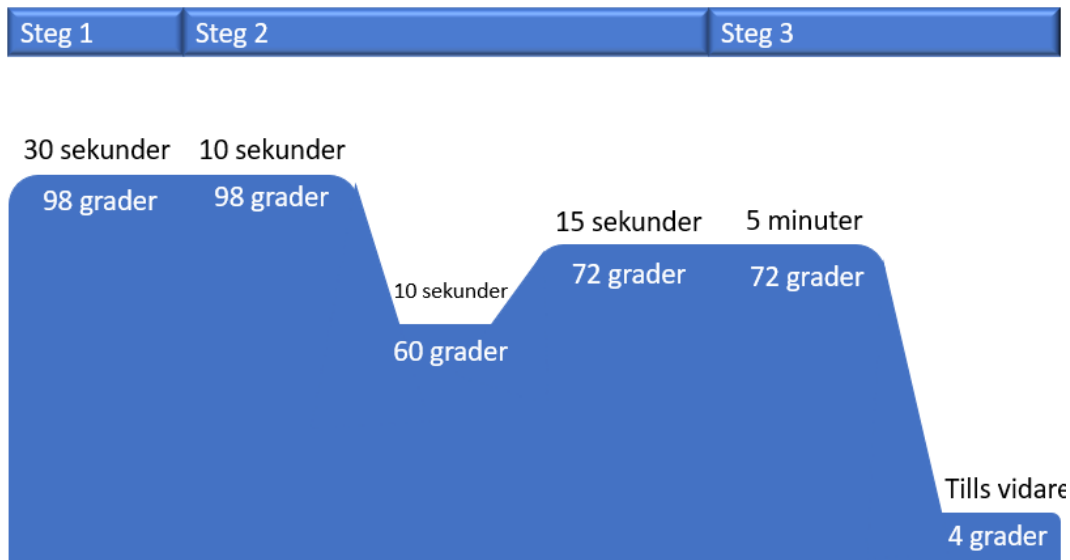 Steg 1
Steg 2
Steg 3
30 sekunder
98 grader
10 sekunder
98 grader
10 sekunder
60 grader
15 sekunder
72 grader
5 minuter
72 grader
Tills vidare
4 grader